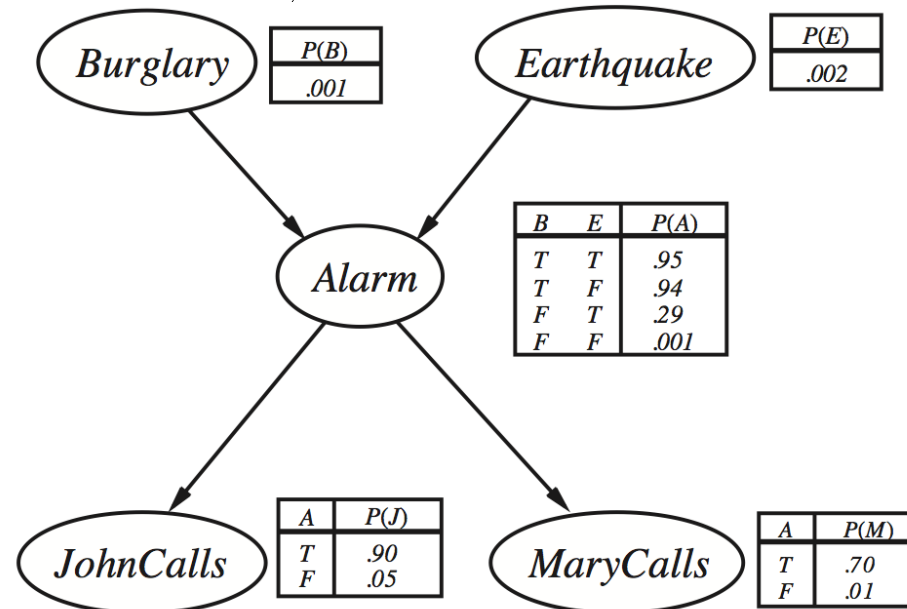 Burglary
P(B)
.001
Earthquake
P(E)
.002
Alarm
B E P(A)
T T .95
T F .94
F T .29
F F .001
JohnCalls
A P(J)
T .90
F .05
MaryCalls
A P(M)
T .70
F .01